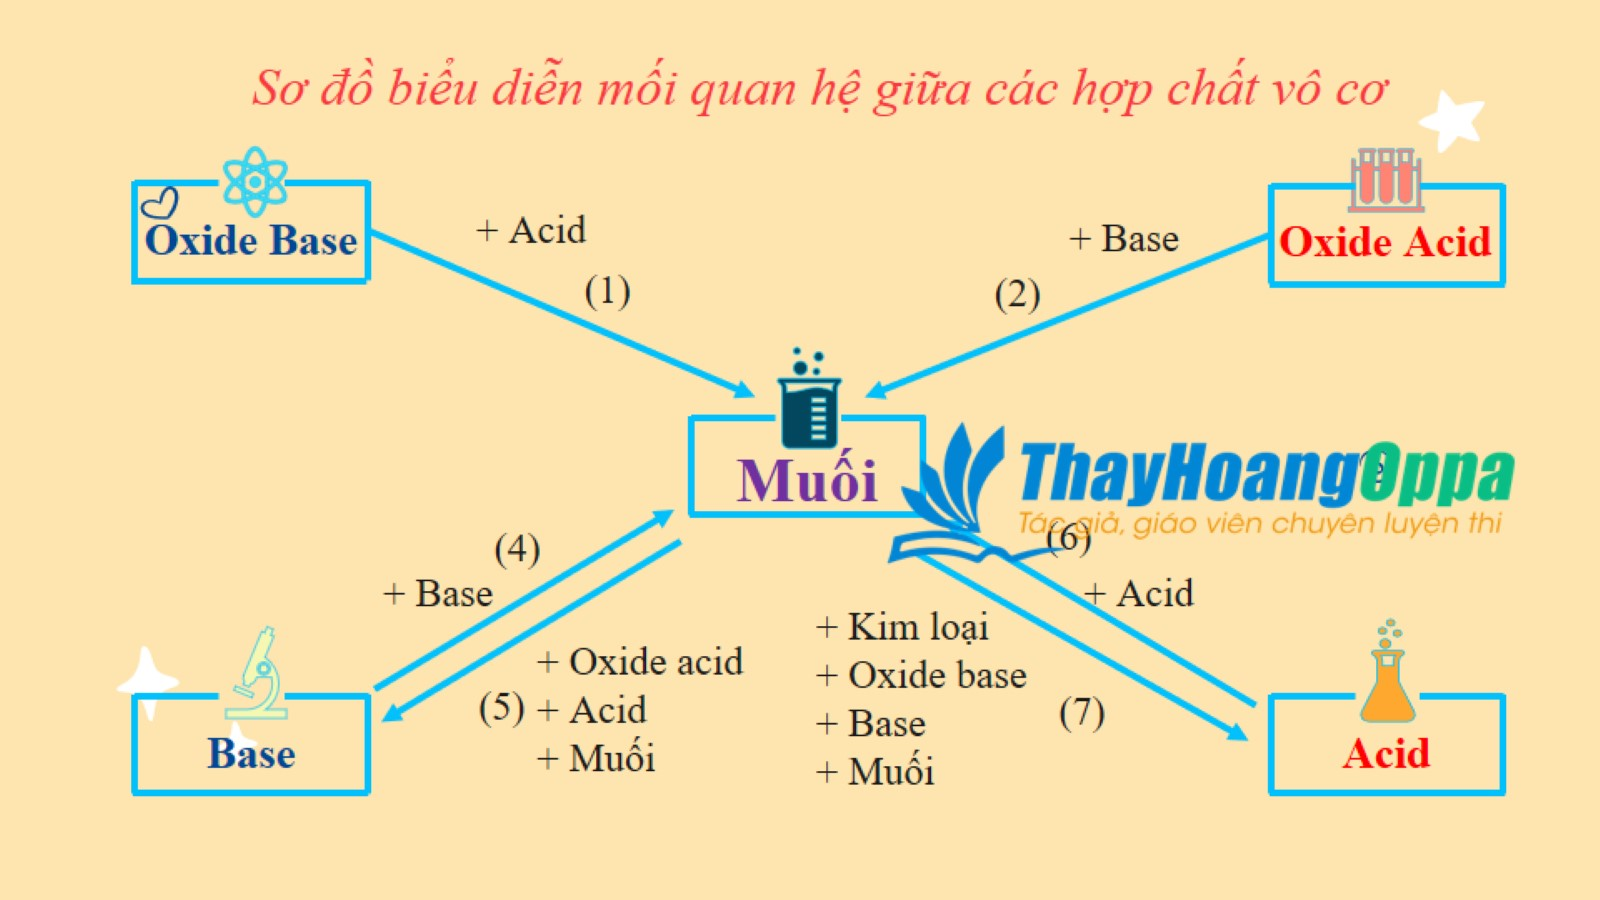 Sơ đồ biểu diễn mối quan hệ giữa các hợp chất vô cơ
Oxide Base
+ Acid
(1)
+ Base
(2)
Oxide Acid
Muối
ThayHoangOppa
Tác giả, giáo viên chuyên luyện thi
(4)
+ Base
(6)
+ Acid
+ Oxide acid
(5) + Acid
+ Muối
+ Kim loại
+ Oxide base
+ Base
+ Muối
(7)
Base
Acid